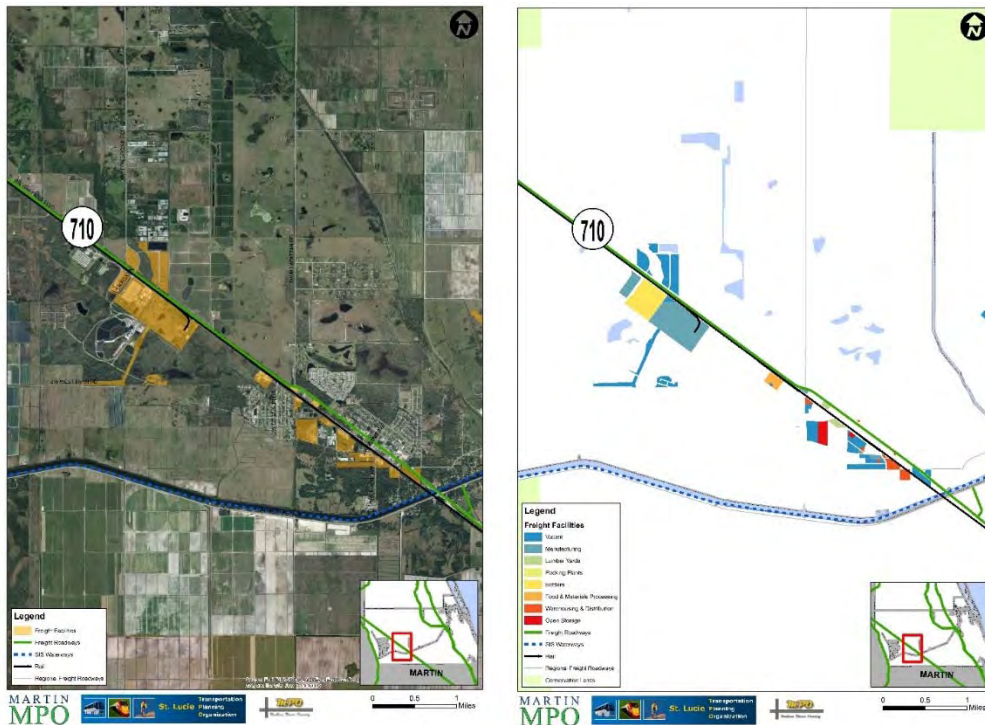 N
710
Legend
Freight Facilities
Freight Roadways
SIS Waterways
Rail
Regional Freight Roadways
MARTIN
MARTIN
MPO
St. Lucie
Transportation
Planning
Organization
MPO
0 0.5 1
Miles
N
710
Legend
Freight Facilities
Vacant
Manufacturing
Lumber Yards
Packing Plants
Food & Materials Processing
Warehousing & Distribution
Open Storage
Freight Roadways
SIS Waterways
Rail
Regional Freight Roadways
Conservation Lands
MARTIN
MARTIN
MPO
St. Lucie
Transportation
Planning
Organization
MPO
0 0.5 1
Miles